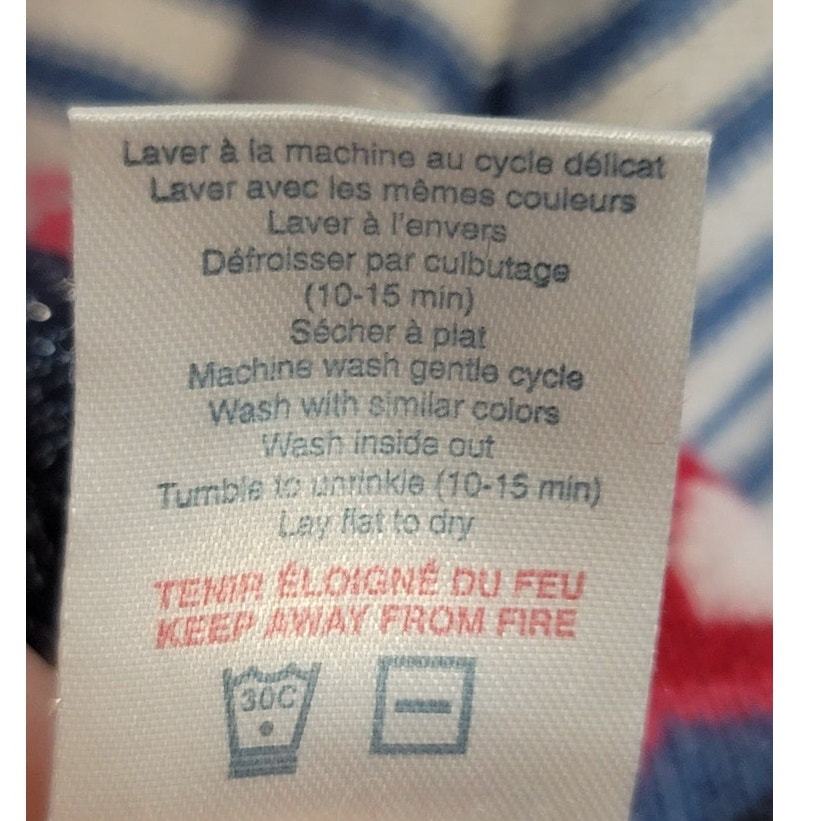 Laver à la machine au cycle délicat
Laver avec les mêmes couleurs
Laver à l'envers
Défroisser par culbutage
(10-15 min)
Sécher à plat
Machine wash gentle cycle
Wash with similar colors
Wash inside out
Tumble to unrinkle (10-15 min)
Lay flat to dry
TENIR ÉLOIGNÉ DU FEU
KEEP AWAY FROM FIRE
30C